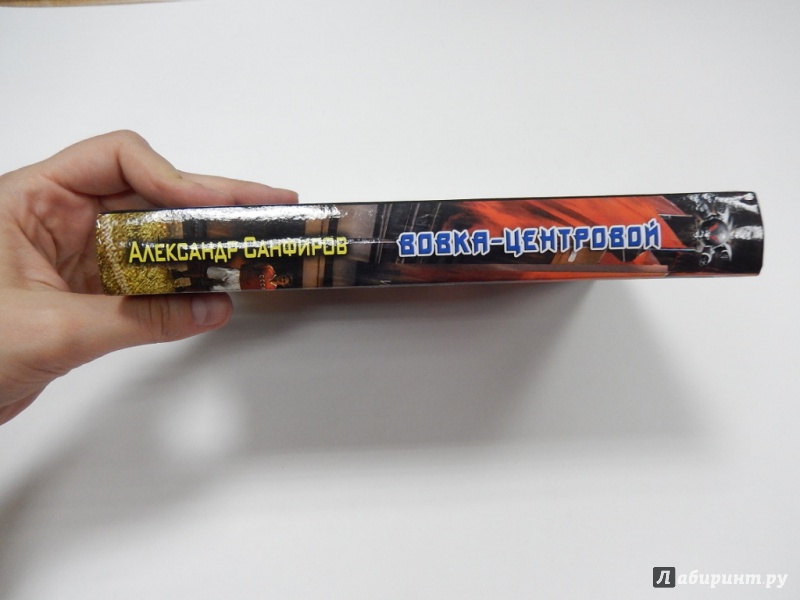 Александр Санфиров
ВОВКА-ЦЕНТРОВОЙ
Лабиринт.ру